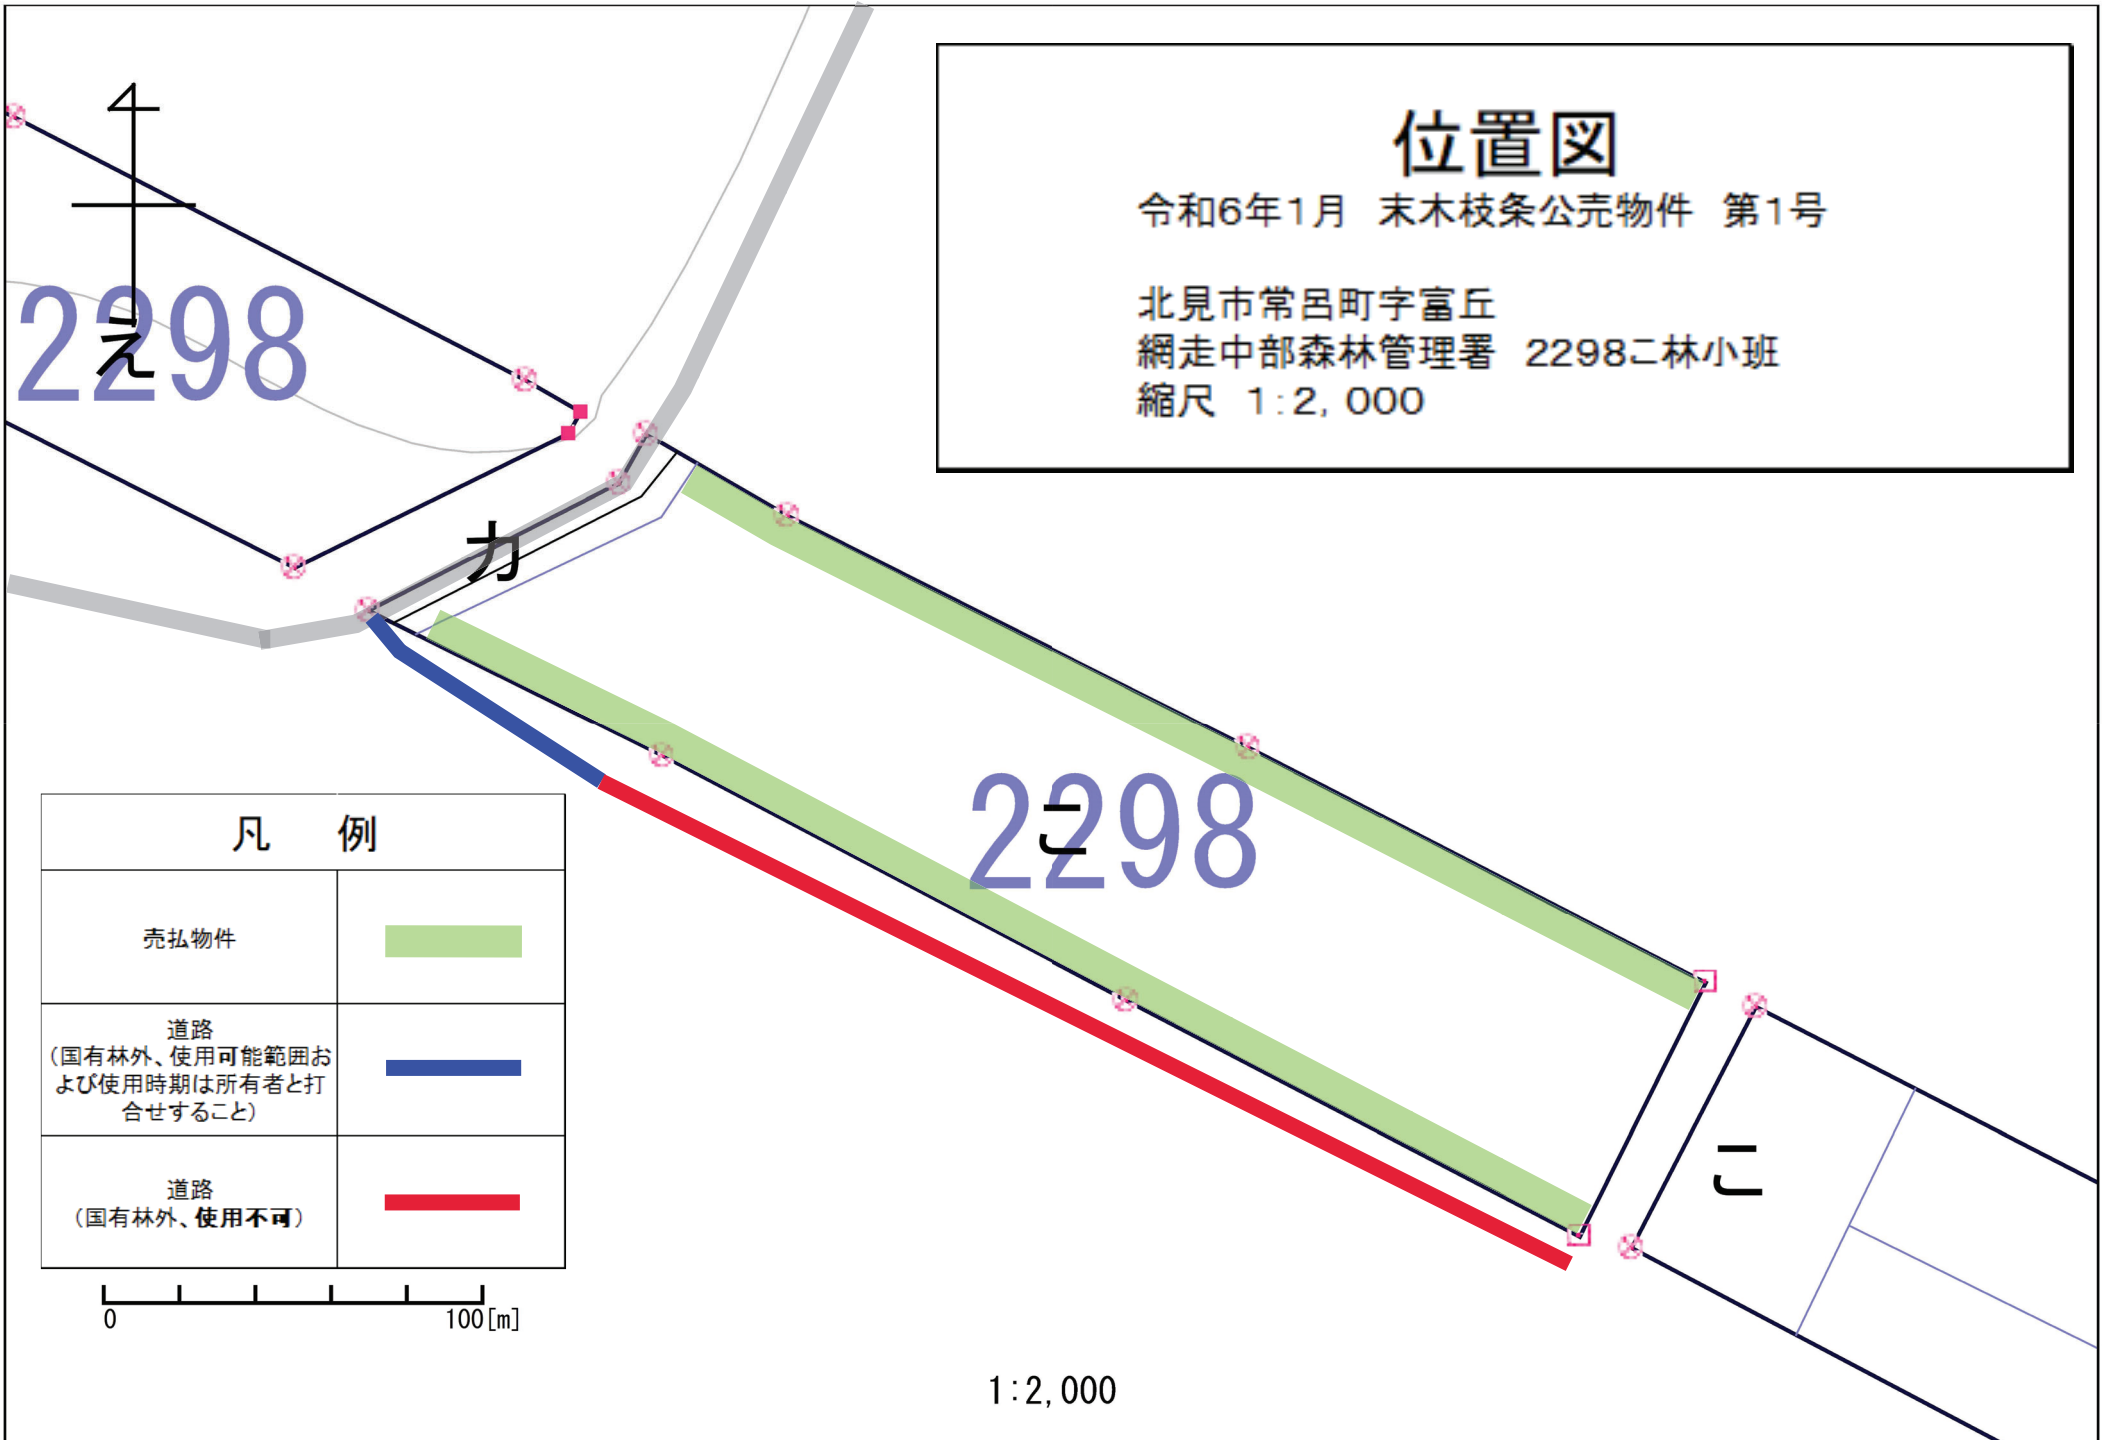 位置図
令和6年1月 末木枝条公売物件 第1号
北見市常呂町字富丘
網走中部森林管理署 2298こ林小班
縮尺 1:2,000
2298
え
カ
2298
こ
こ
凡 例
売払物件
道路
(国有林外、使用可能範囲お
よび使用時期は所有者と打
合せすること)
道路
(国有林外、使用不可)
0 100[m]
1:2,000